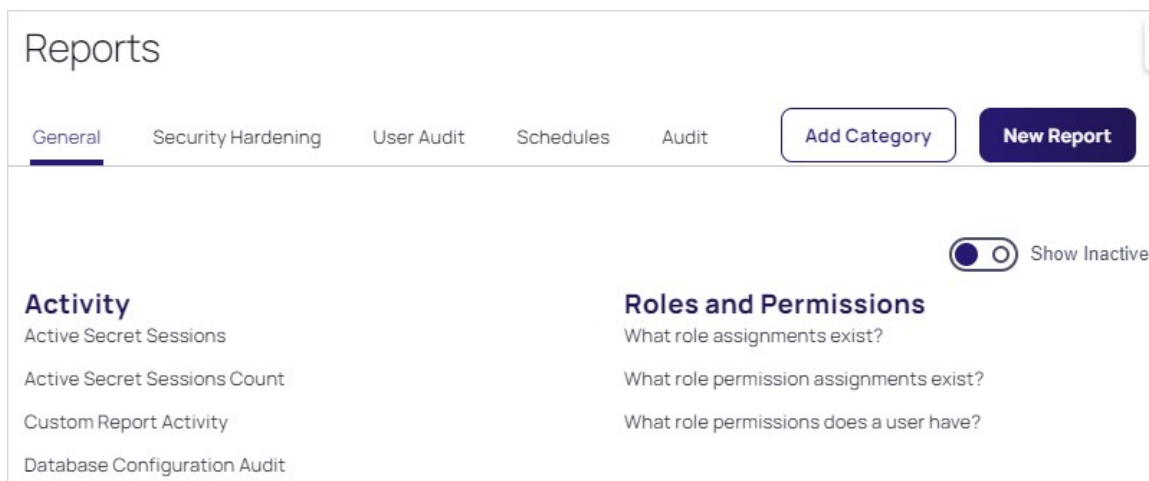 Reports
General Security Hardening User Audit Schedules Audit Add Category New Report
Show Inactive
Activity
Active Secret Sessions
Active Secret Sessions Count
Custom Report Activity
Database Configuration Audit
Roles and Permissions
What role assignments exist?
What role permission assignments exist?
What role permissions does a user have?